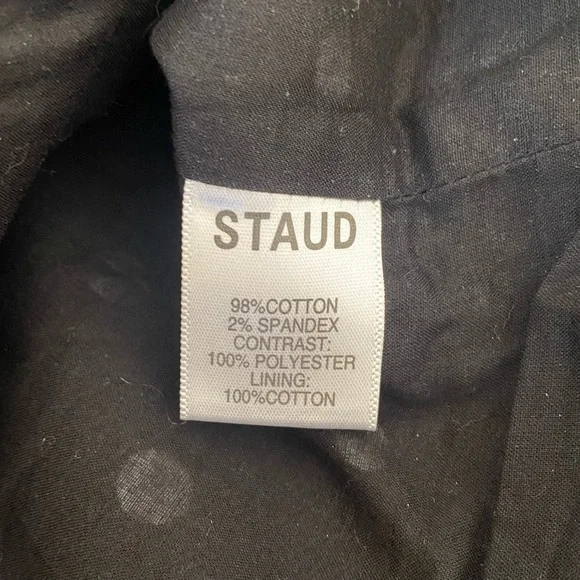 STAUD
98%COTTON
2% SPANDEX
CONTRAST:
100% POLYESTER
LINING:
100%COTTON